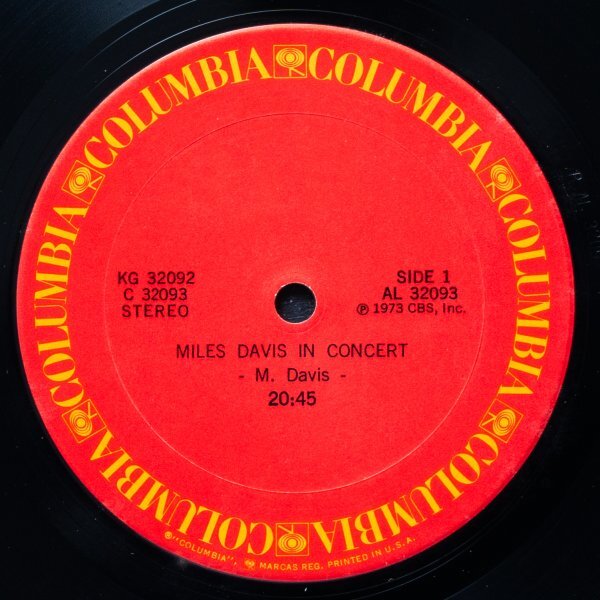 COLUMBIA COLUMBIA COLUMBIA COLUMBIA COLUMBIA COLUMBIA
KG 32092
C 32093
STEREO
SIDE 1
AL 32093
℗ 1973 CBS, Inc.
MILES DAVIS IN CONCERT
- M. Davis -
20:45
®"COLUMBIA", MARCAS REG. PRINTED IN U.S.A.